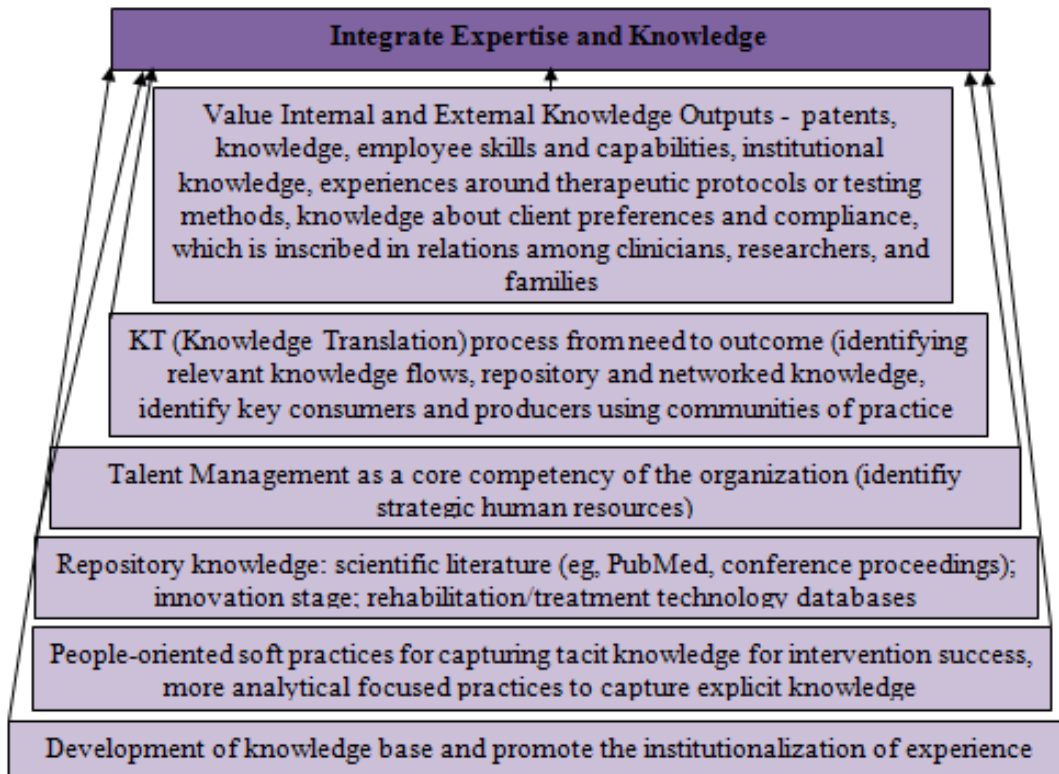 Integrate Expertise and Knowledge
Value Internal and External Knowledge Outputs - patents,
knowledge, employee skills and capabilities, institutional
knowledge, experiences around therapeutic protocols or testing
methods, knowledge about client preferences and compliance,
which is inscribed in relations among clinicians, researchers, and
families
KT (Knowledge Translation) process from need to outcome (identifying
relevant knowledge flows, repository and networked knowledge,
identify key consumers and producers using communities of practice
Talent Management as a core competency of the organization (identifiy
strategic human resources)
Repository knowledge: scientific literature (eg, PubMed, conference proceedings);
innovation stage; rehabilitation/treatment technology databases
People-oriented soft practices for capturing tacit knowledge for intervention success,
more analytical focused practices to capture explicit knowledge
Development of knowledge base and promote the institutionalization of experience